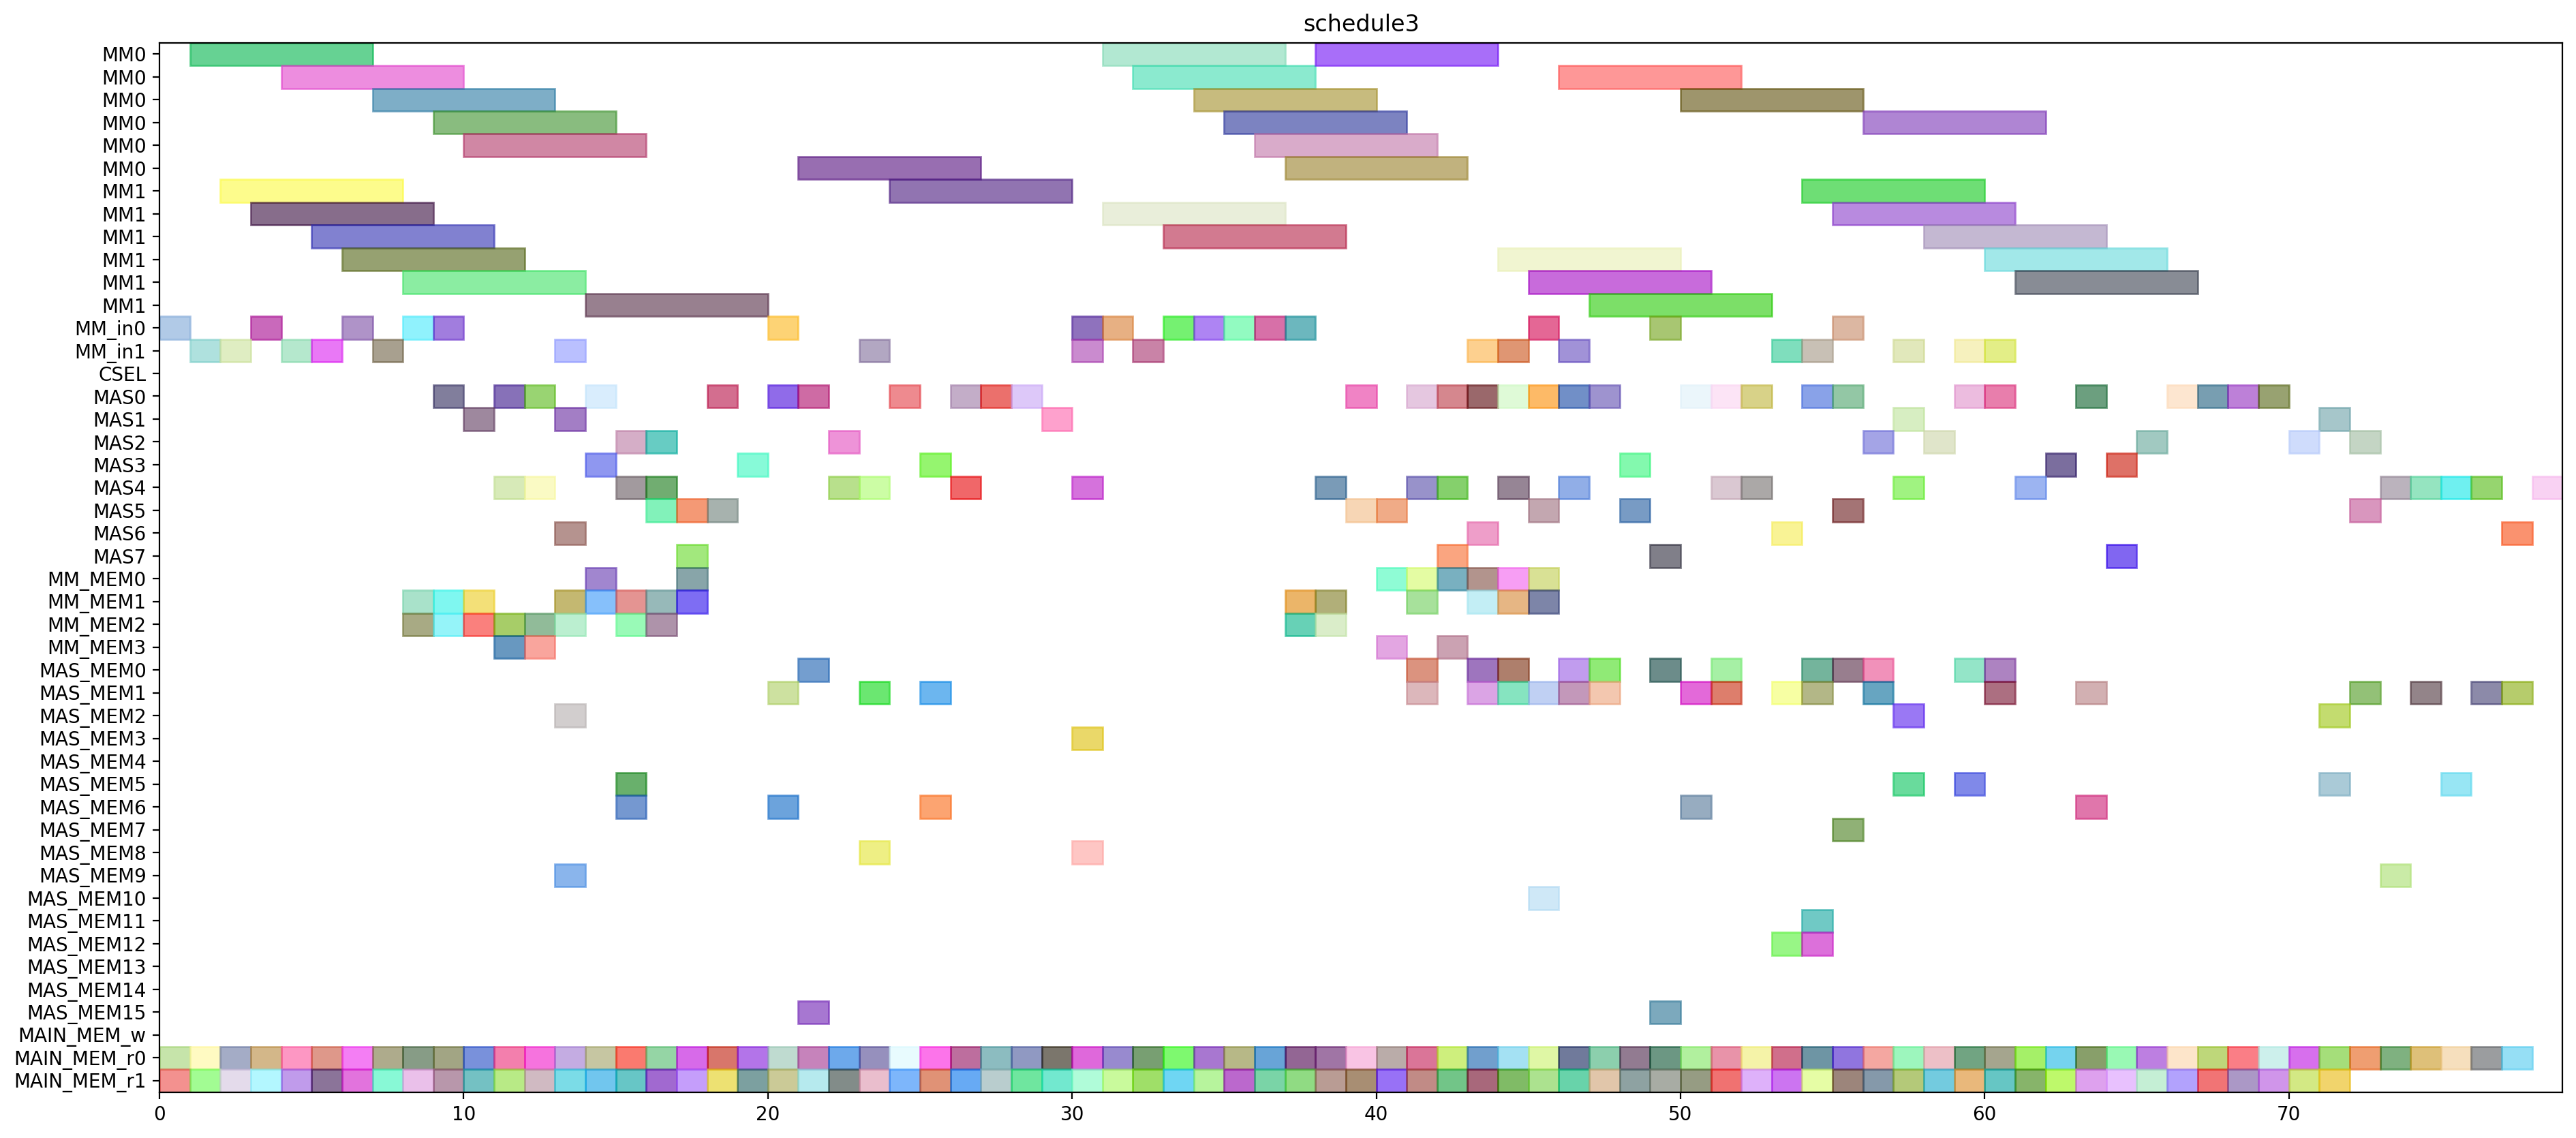 schedule3
MM0
MM0
MM0
MM0
MM0
MM0
MM1
MM1
MM1
MM1
MM1
MM1
MM_in0
MM_in1
CSEL
MAS0
MAS1
MAS2
MAS3
MAS4
MAS5
MAS6
MAS7
MM_MEM0
MM_MEM1
MM_MEM2
MM_MEM3
MAS_MEM0
MAS_MEM1
MAS_MEM2
MAS_MEM3
MAS_MEM4
MAS_MEM5
MAS_MEM6
MAS_MEM7
MAS_MEM8
MAS_MEM9
MAS_MEM10
MAS_MEM11
MAS_MEM12
MAS_MEM13
MAS_MEM14
MAS_MEM15
MAIN_MEM_w
MAIN_MEM_r0
MAIN_MEM_r1
0 10 20 30 40 50 60 70